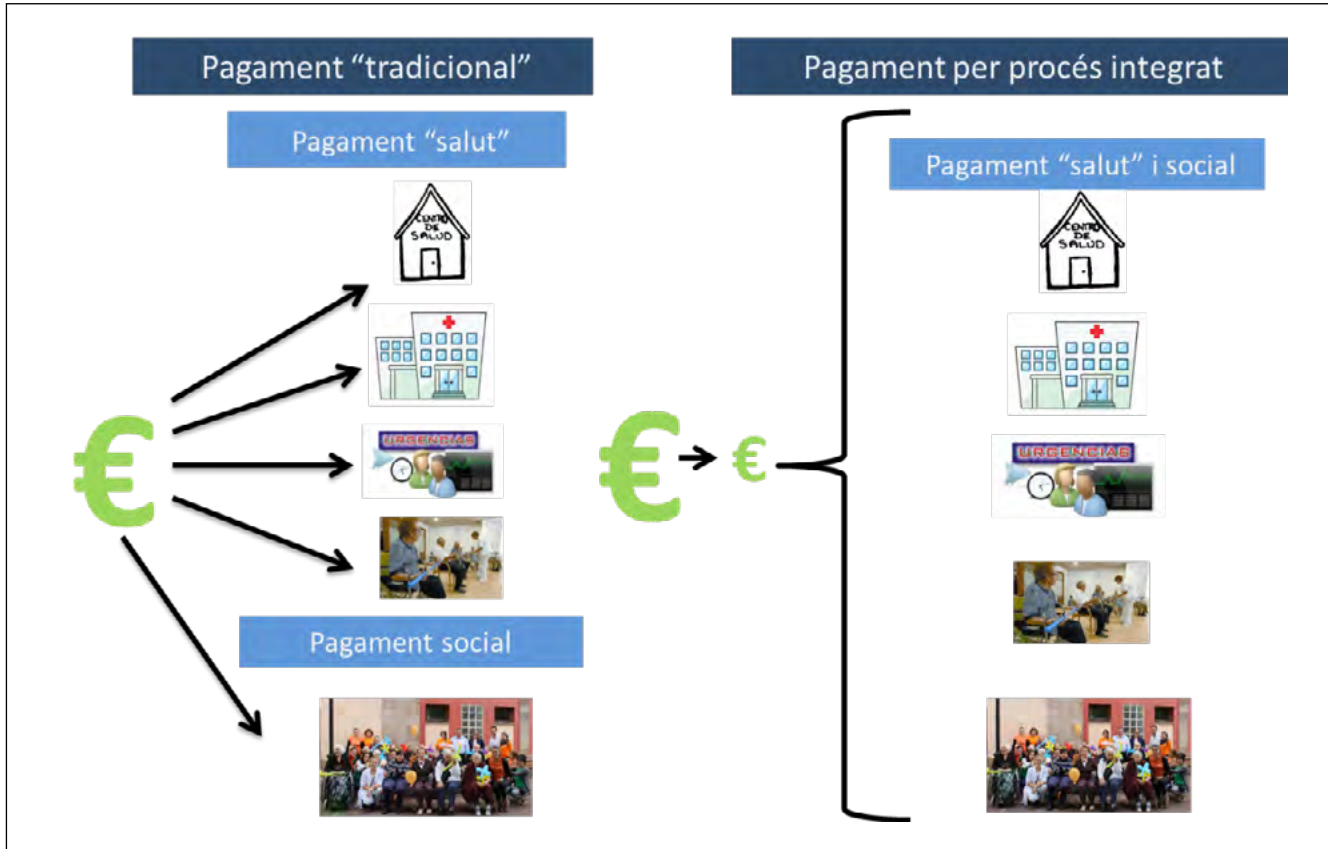 Pagament “tradicional”
Pagament “salut”
CENTRO
DE
SALUD
URGENCIAS
Pagament social
€
Pagament per procés integrat
Pagament “salut” i social
CENTRO
DE
SALUD
URGENCIAS
€
€